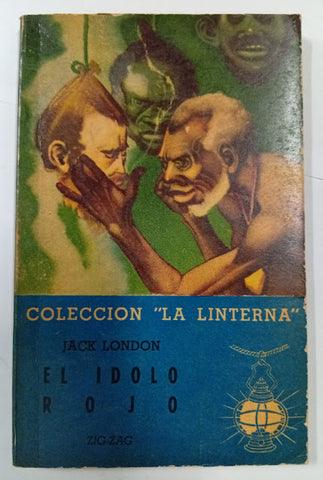 COLECCION "LA LINTERNA"
JACK LONDON
EL IDOLO
ROJO
ZIG-ZAG